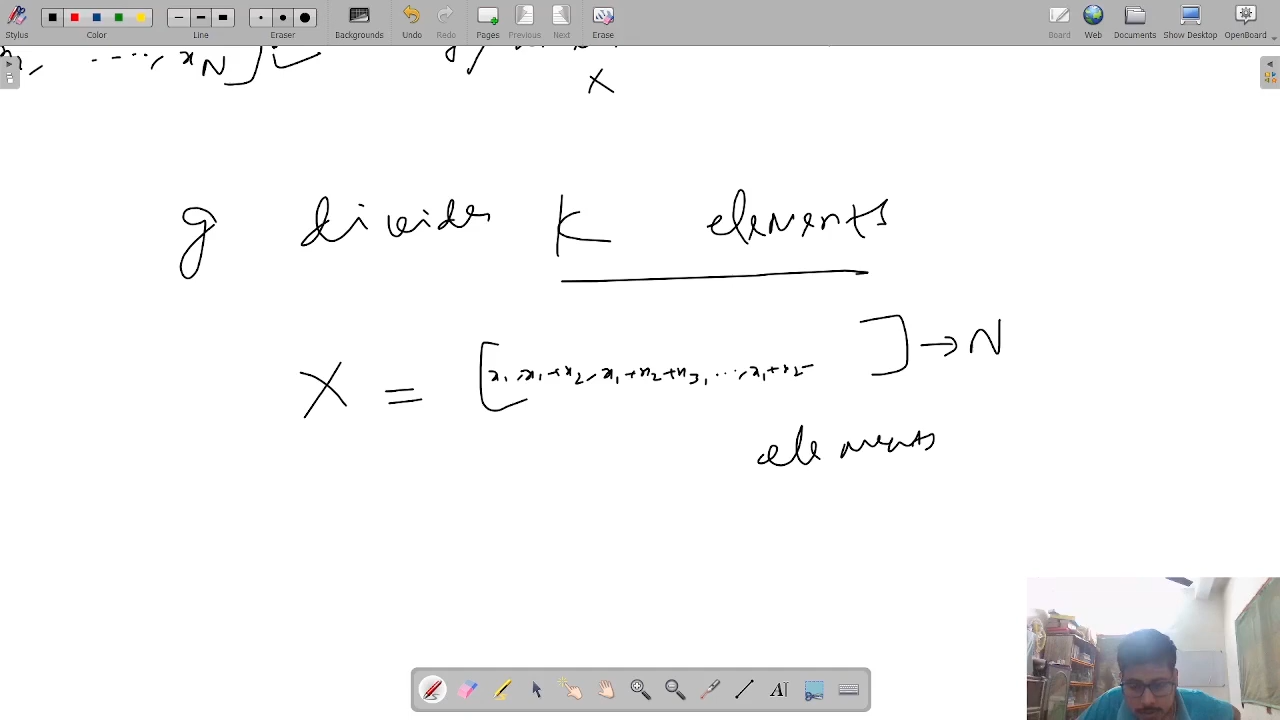 Stylus Color Line Eraser Backgrounds Undo Redo Pages Previous Next Erase Board Web Documents Show Desktop OpenBoard
, ...., xN]
X
g divides K elements
X = [x1, x1+x2, x1+x2+x3, ..., x1+x2- ] → N
elements